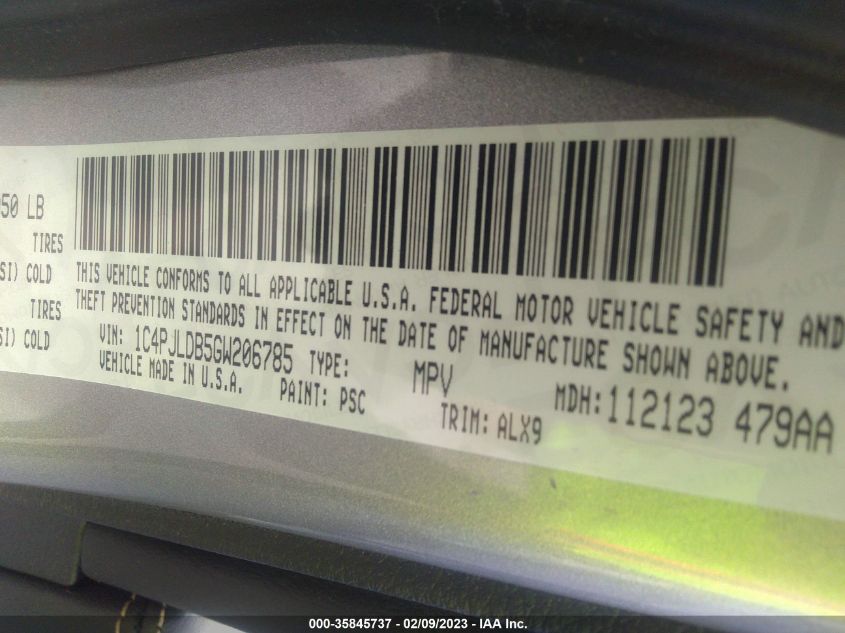 950 LB
TIRES
SI) COLD
TIRES
SI) COLD
THIS VEHICLE CONFORMS TO ALL APPLICABLE U.S.A. FEDERAL MOTOR VEHICLE SAFETY AND
THEFT PREVENTION STANDARDS IN EFFECT ON THE DATE OF MANUFACTURE SHOWN ABOVE.
VIN: 1C4PJLDB5GW206785 TYPE: MPV MDH: 112123 479AA
VEHICLE MADE IN U.S.A. PAINT: PSC TRIM: ALX9
000-35845737 - 02/09/2023 - IAA Inc.